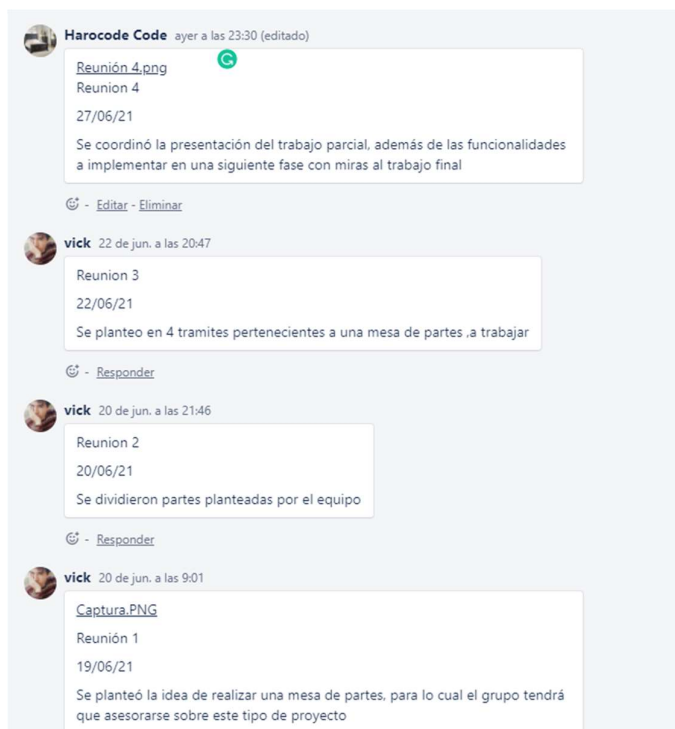 Harocode Code ayer a las 23:30 (editado)
Reunión 4.png
Reunion 4
27/06/21
Se coordinó la presentación del trabajo parcial, además de las funcionalidades
a implementar en una siguiente fase con miras al trabajo final
- Editar - Eliminar
vick 22 de jun. a las 20:47
Reunion 3
22/06/21
Se planteo en 4 tramites pertenecientes a una mesa de partes ,a trabajar
- Responder
vick 20 de jun. a las 21:46
Reunion 2
20/06/21
Se dividieron partes planteadas por el equipo
- Responder
vick 20 de jun. a las 9:01
Captura.PNG
Reunión 1
19/06/21
Se planteó la idea de realizar una mesa de partes, para lo cual el grupo tendrá
que asesorarse sobre este tipo de proyecto